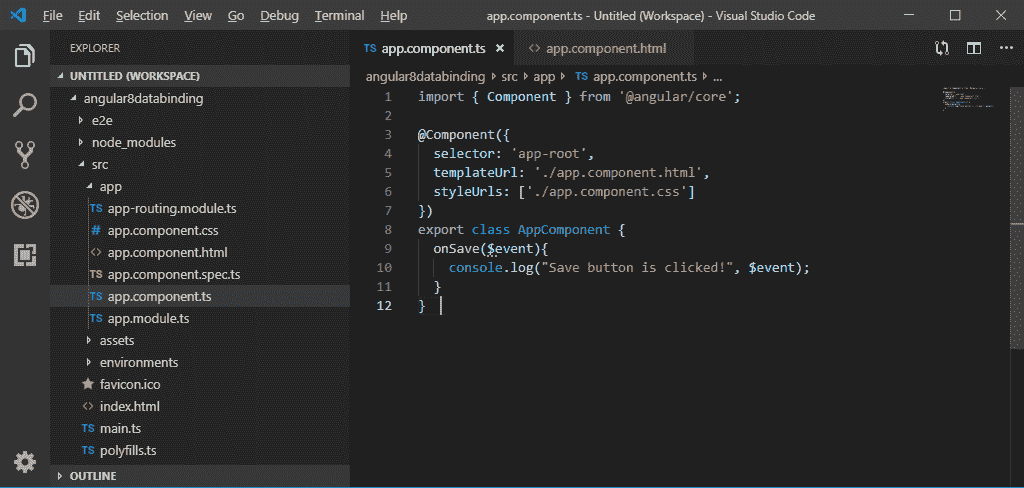 File Edit Selection View Go Debug Terminal Help app.component.ts - Untitled (Workspace) - Visual Studio Code
EXPLORER
UNTITLED (WORKSPACE)
angular8databinding
e2e
node_modules
src
app
TS app-routing.module.ts
# app.component.css
<> app.component.html
TS app.component.spec.ts
TS app.component.ts
TS app.module.ts
assets
environments
favicon.ico
<> index.html
TS main.ts
TS polyfills.ts
OUTLINE
TS app.component.ts × <> app.component.html
angular8databinding › src › app › TS app.component.ts › ...
1 import { Component } from '@angular/core';
2
3 @Component({
4 selector: 'app-root',
5 templateUrl: './app.component.html',
6 styleUrls: ['./app.component.css']
7 })
8 export class AppComponent {
9 onSave($event){
10 console.log("Save button is clicked!", $event);
11 }
12 }